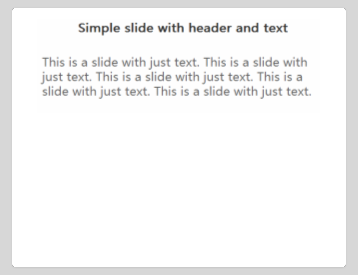 Simple slide with header and text
This is a slide with just text. This is a slide with
just text. This is a slide with just text. This is a
slide with just text. This is a slide with just text.